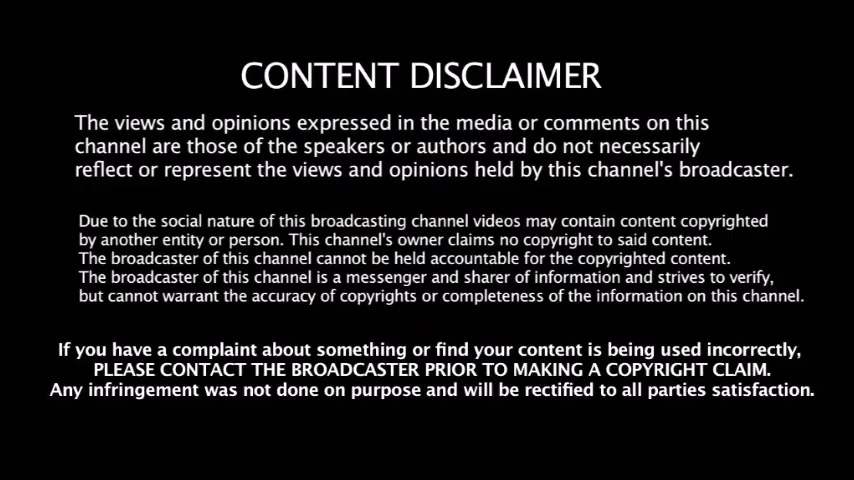 CONTENT DISCLAIMER
The views and opinions expressed in the media or comments on this
channel are those of the speakers or authors and do not necessarily
reflect or represent the views and opinions held by this channel's broadcaster.
Due to the social nature of this broadcasting channel videos may contain content copyrighted
by another entity or person. This channel's owner claims no copyright to said content.
The broadcaster of this channel cannot be held accountable for the copyrighted content.
The broadcaster of this channel is a messenger and sharer of information and strives to verify,
but cannot warrant the accuracy of copyrights or completeness of the information on this channel.
If you have a complaint about something or find your content is being used incorrectly,
PLEASE CONTACT THE BROADCASTER PRIOR TO MAKING A COPYRIGHT CLAIM.
Any infringement was not done on purpose and will be rectified to all parties satisfaction.